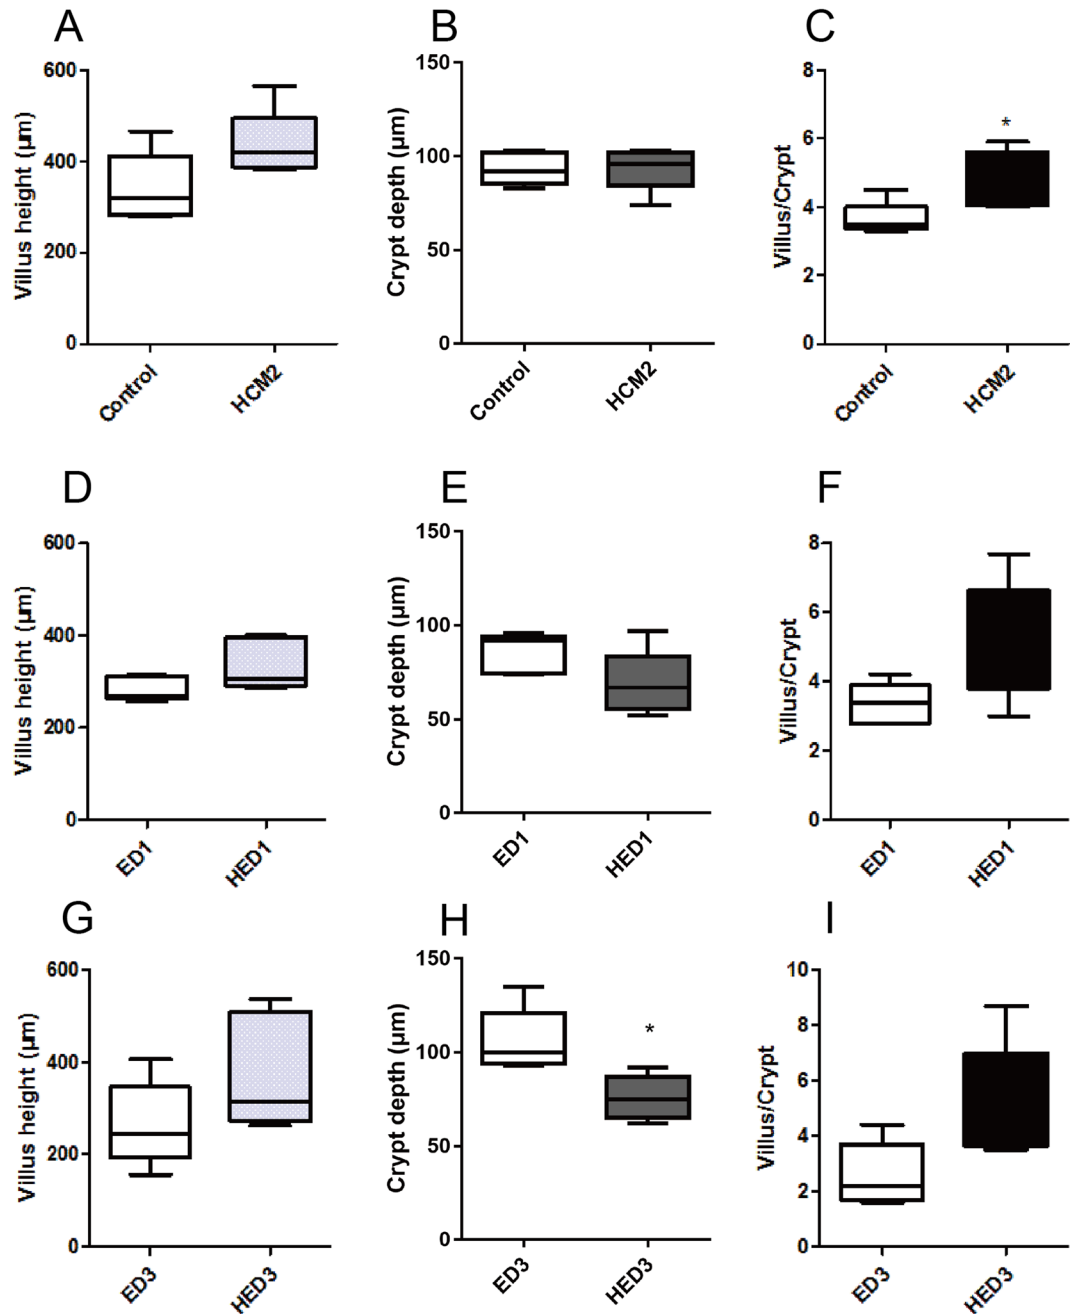 A
Villus height (µm)
600
400
200
0
Control
HCM2
B
Crypt depth (µm)
150
100
50
0
Control
HCM2
C
Villus/Crypt
8
6
4
2
0
*
Control
HCM2
D
Villus height (µm)
600
400
200
0
ED1
HED1
E
Crypt depth (µm)
150
100
50
0
ED1
HED1
F
Villus/Crypt
8
6
4
2
0
ED1
HED1
G
Villus height (µm)
600
400
200
0
ED3
HED3
H
Crypt depth (µm)
150
100
50
0
*
ED3
HED3
I
Villus/Crypt
10
8
6
4
2
0
ED3
HED3